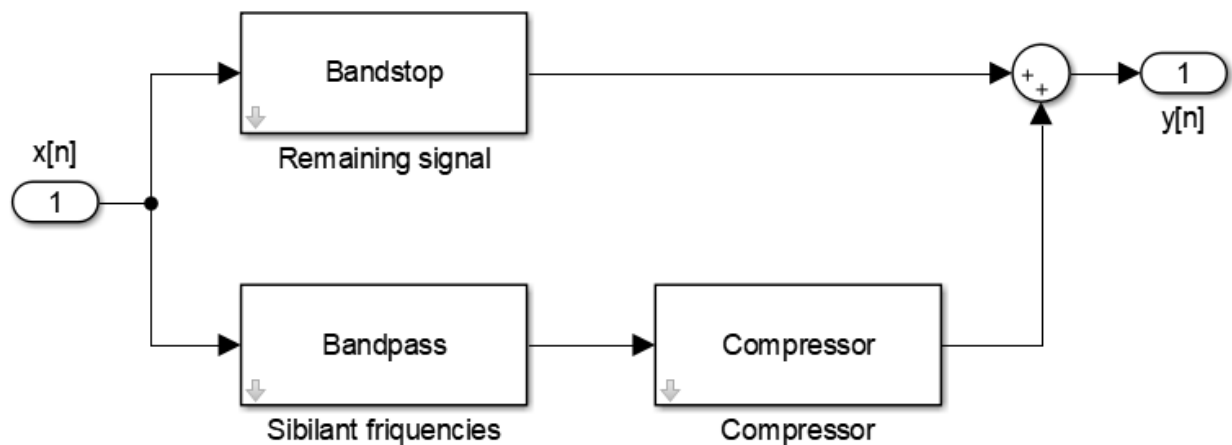 Bandstop
Remaining signal
x[n]
1
+
+
1
y[n]
Bandpass
Sibilant friquencies
Compressor
Compressor